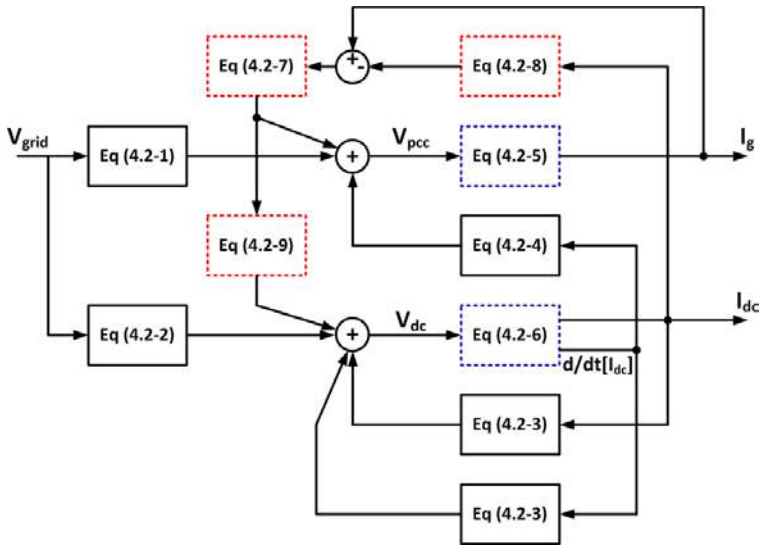 Eq (4.2-7)
+
-
Eq (4.2-8)
V_grid
Eq (4.2-1)
+
V_pcc
Eq (4.2-5)
I_g
Eq (4.2-9)
Eq (4.2-4)
Eq (4.2-2)
+
V_dc
Eq (4.2-6)
I_dc
d/dt[I_dc]
Eq (4.2-3)
Eq (4.2-3)